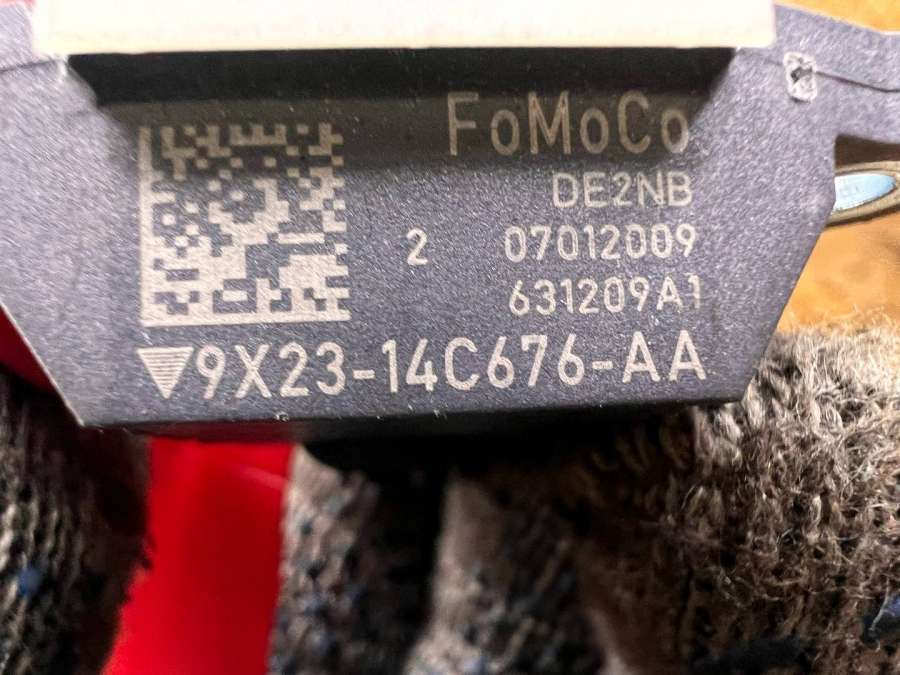 FoMoCo
DE2NB
2 07012009
631209A1
9X23-14C676-AA